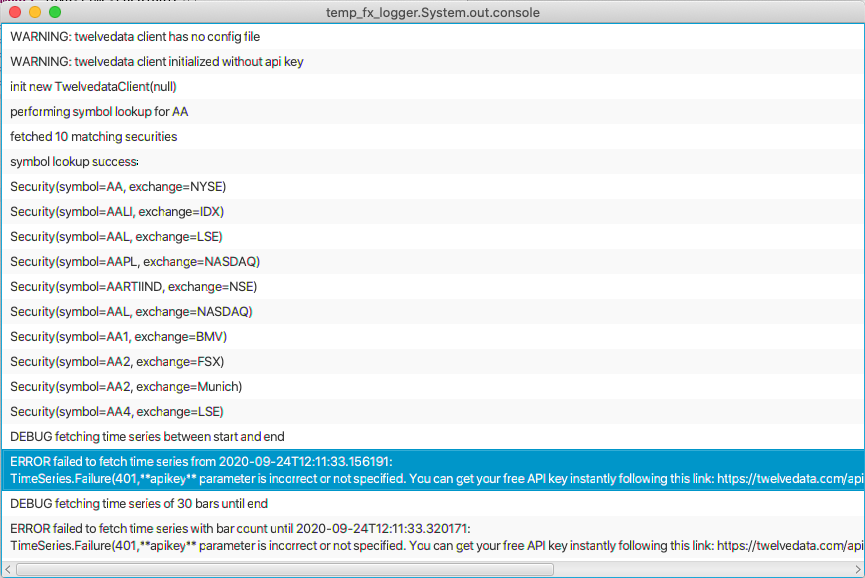 temp_fx_logger.System.out.console
WARNING: twelvedata client has no config file
WARNING: twelvedata client initialized without api key
init new TwelvedataClient(null)
performing symbol lookup for AA
fetched 10 matching securities
symbol lookup success:
Security(symbol=AA, exchange=NYSE)
Security(symbol=AALI, exchange=IDX)
Security(symbol=AAL, exchange=LSE)
Security(symbol=AAPL, exchange=NASDAQ)
Security(symbol=AARTIIND, exchange=NSE)
Security(symbol=AAL, exchange=NASDAQ)
Security(symbol=AA1, exchange=BMV)
Security(symbol=AA2, exchange=FSX)
Security(symbol=AA2, exchange=Munich)
Security(symbol=AA4, exchange=LSE)
DEBUG fetching time series between start and end
ERROR failed to fetch time series from 2020-09-24T12:11:33.156191:
TimeSeries.Failure(401,**apikey** parameter is incorrect or not specified. You can get your free API key instantly following this link: https://twelvedata.com/api
DEBUG fetching time series of 30 bars until end
ERROR failed to fetch time series with bar count until 2020-09-24T12:11:33.320171:
TimeSeries.Failure(401,**apikey** parameter is incorrect or not specified. You can get your free API key instantly following this link: https://twelvedata.com/api